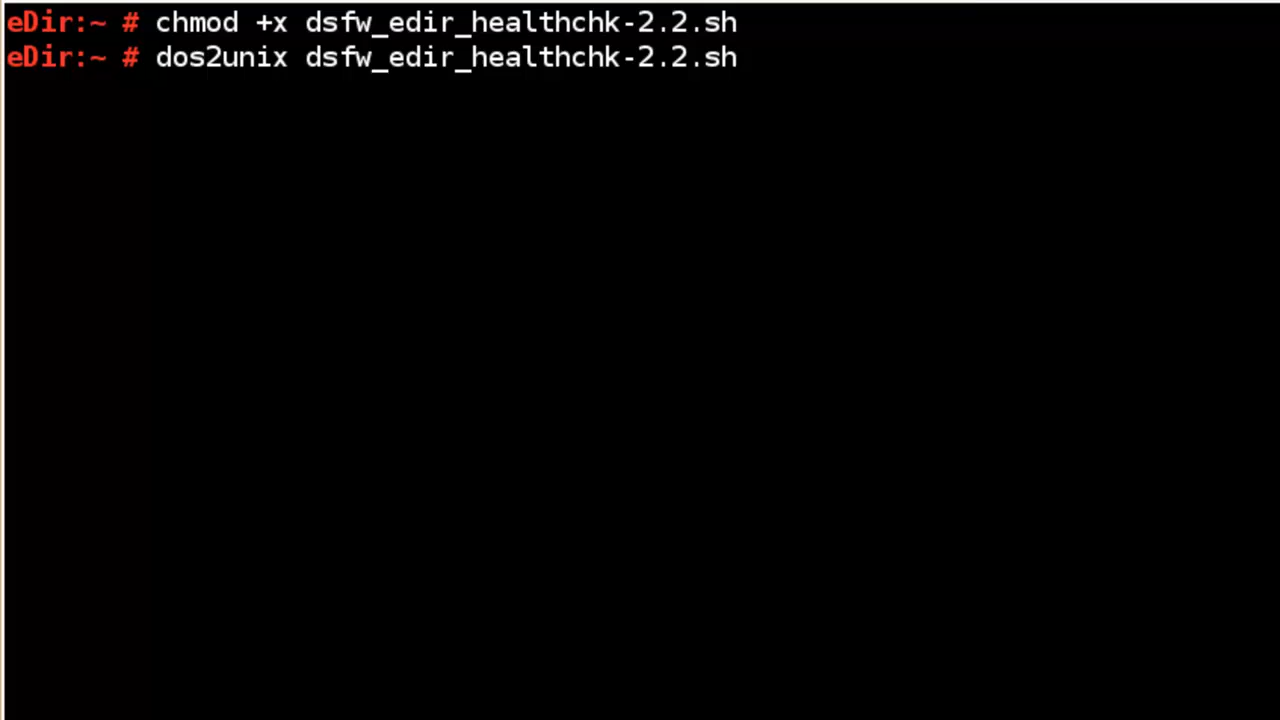 eDir:~ # chmod +x dsfw_edir_healthchk-2.2.sh
eDir:~ # dos2unix dsfw_edir_healthchk-2.2.sh